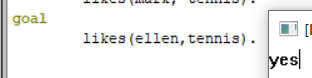 likes(mark, tennis).
goal
likes(ellen,tennis).
yes